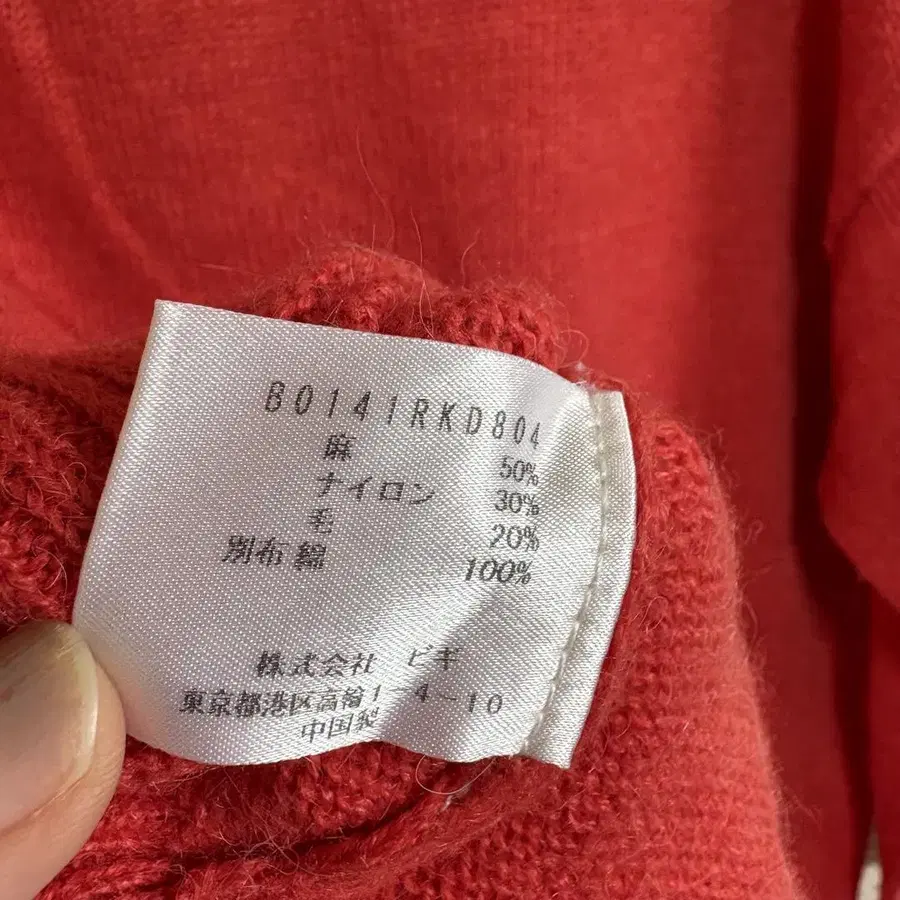 B0141RKD804
麻 50%
ナイロン 30%
毛 20%
別布 綿 100%
株式会社 ビギ
東京都港区高輪1-4-10
中国製